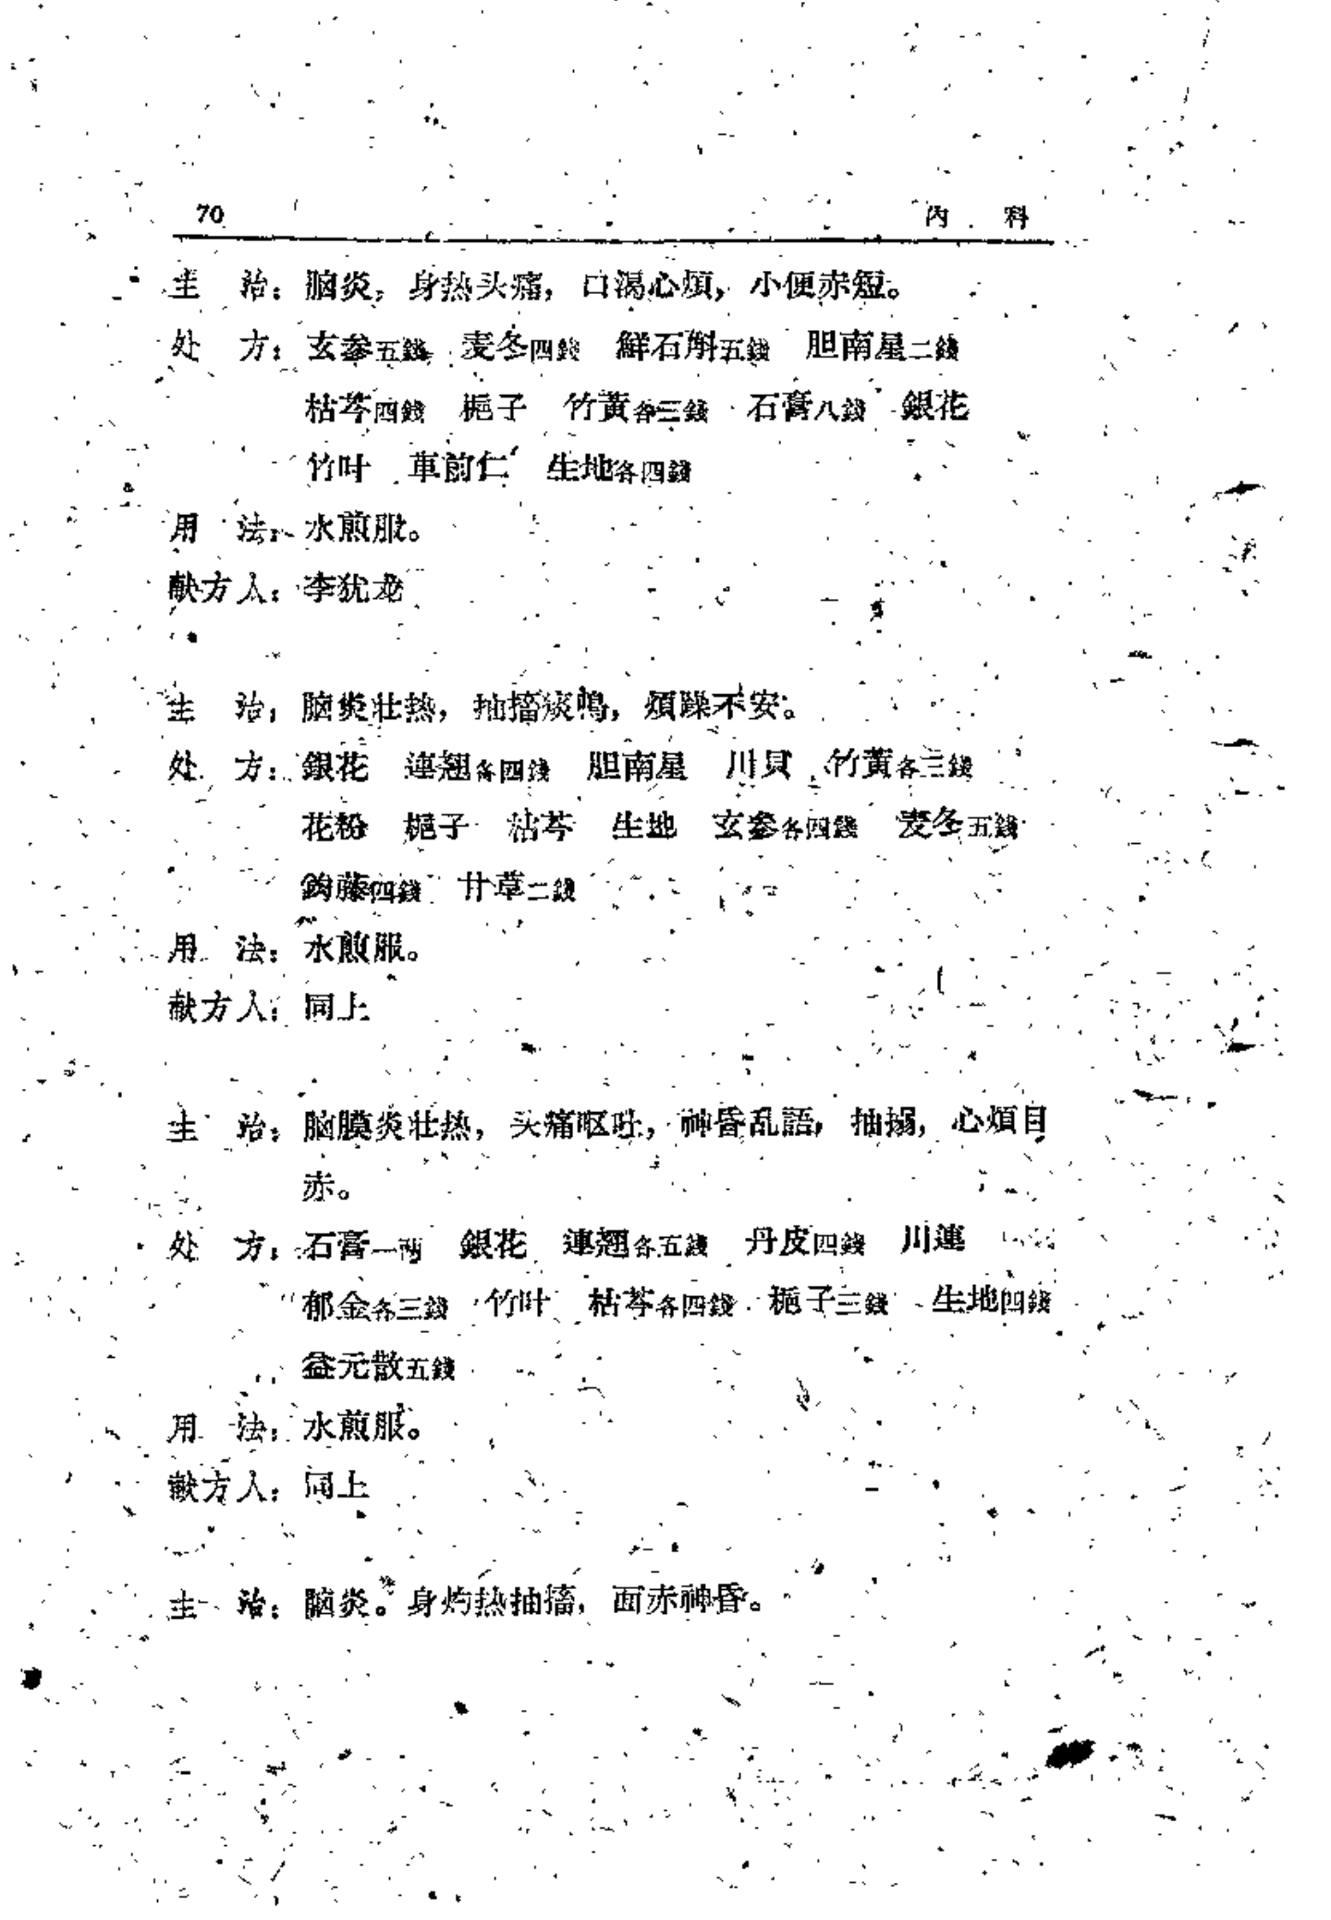 70 內 科
主 治：脑炎，身热头痛，口渴心煩，小便赤短。
处 方：玄参五錢 麦冬四錢 鮮石斛五錢 胆南星二錢
枯芩四錢 梔子 竹黃各三錢 石膏八錢 銀花
竹叶 車前仁 生地各四錢
用 法：水煎服。
献方人：李犹龙
主 治：脑炎壮热，抽搐痰鳴，煩躁不安。
处 方：銀花 連翘各四錢 胆南星 川貝 竹黃各三錢
花粉 梔子 枯芩 生地 玄参各四錢 麦冬五錢
鈎藤四錢 甘草二錢
用 法：水煎服。
献方人：同上
主 治：脑膜炎壮热，头痛呕吐，神昏乱語，抽搦，心煩目
赤。
处 方：石膏一兩 銀花 連翘各五錢 丹皮四錢 川連
郁金各三錢 竹叶 枯芩各四錢 梔子三錢 生地四錢
益元散五錢
用 法：水煎服。
献方人：同上
主 治：脑炎。身灼热抽搐，面赤神昏。